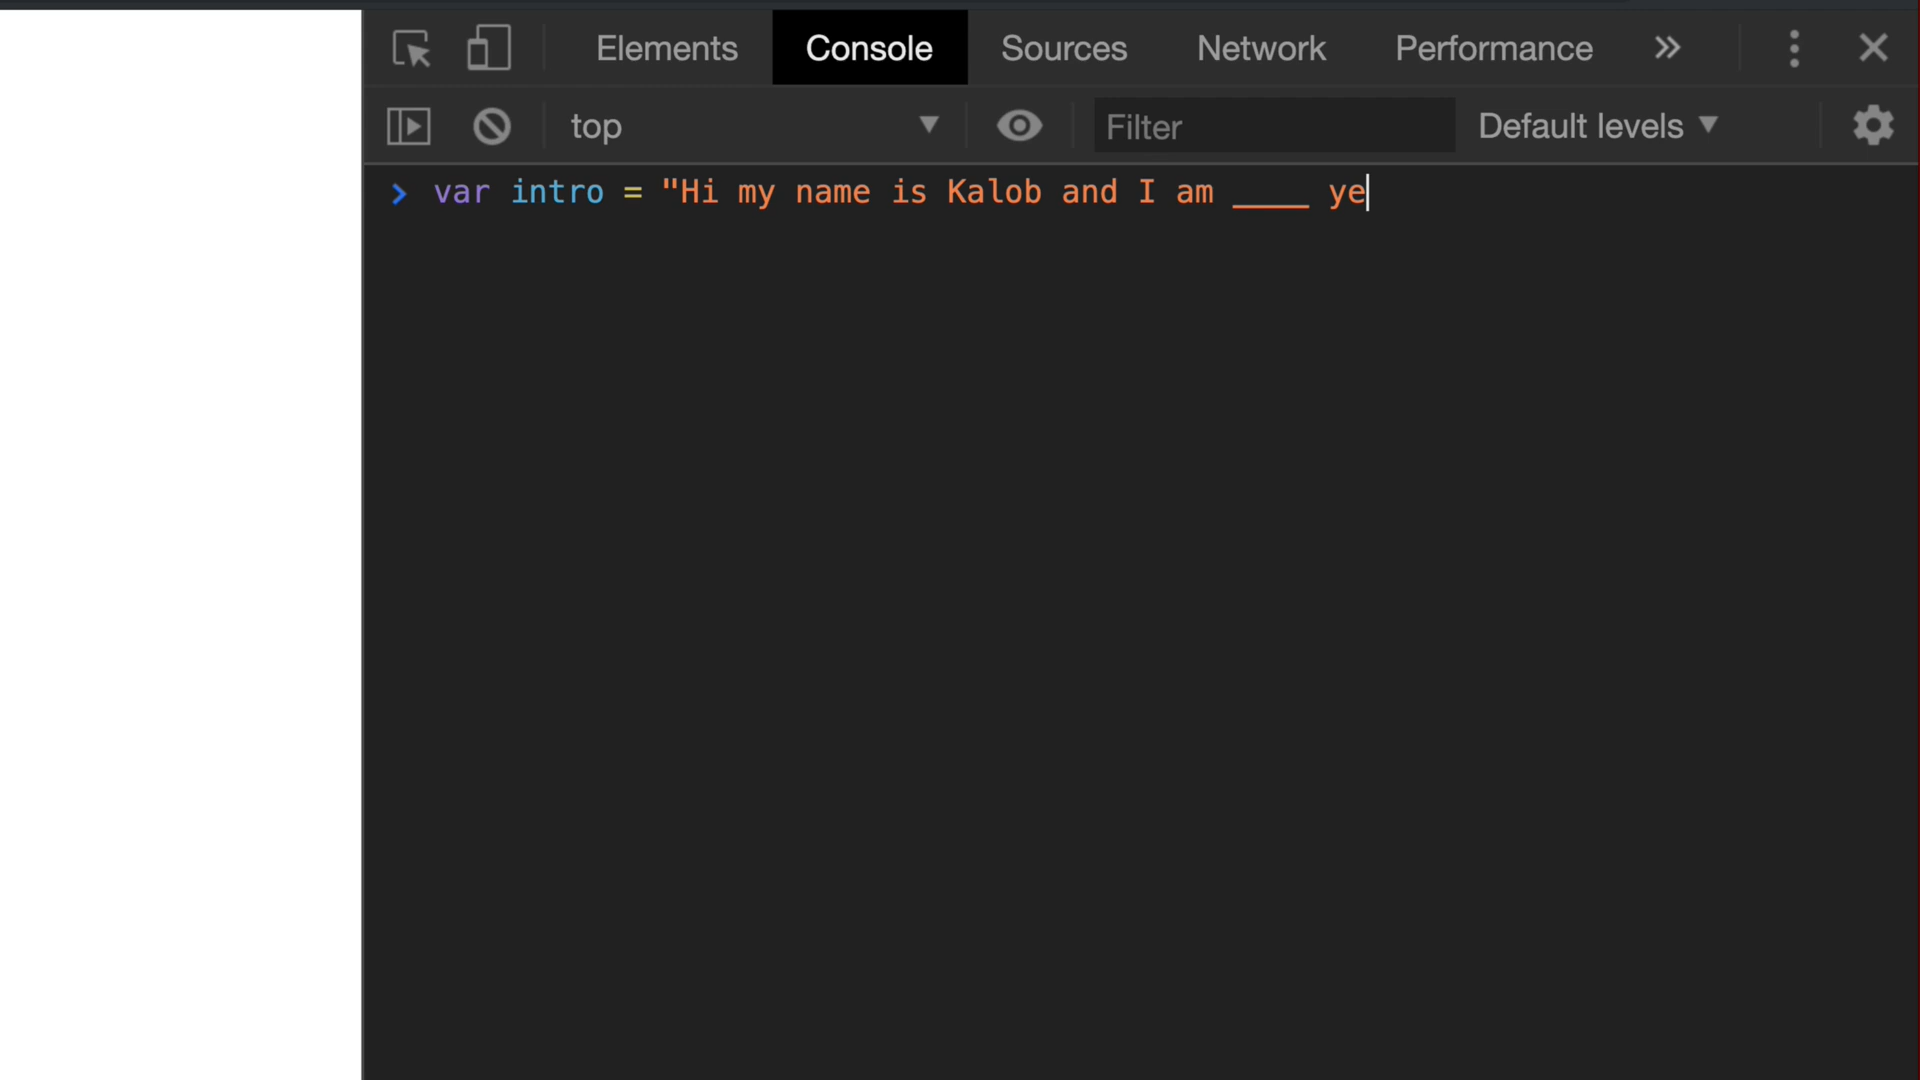 Elements Console Sources Network Performance »
top Filter Default levels
> var intro = "Hi my name is Kalob and I am ____ ye